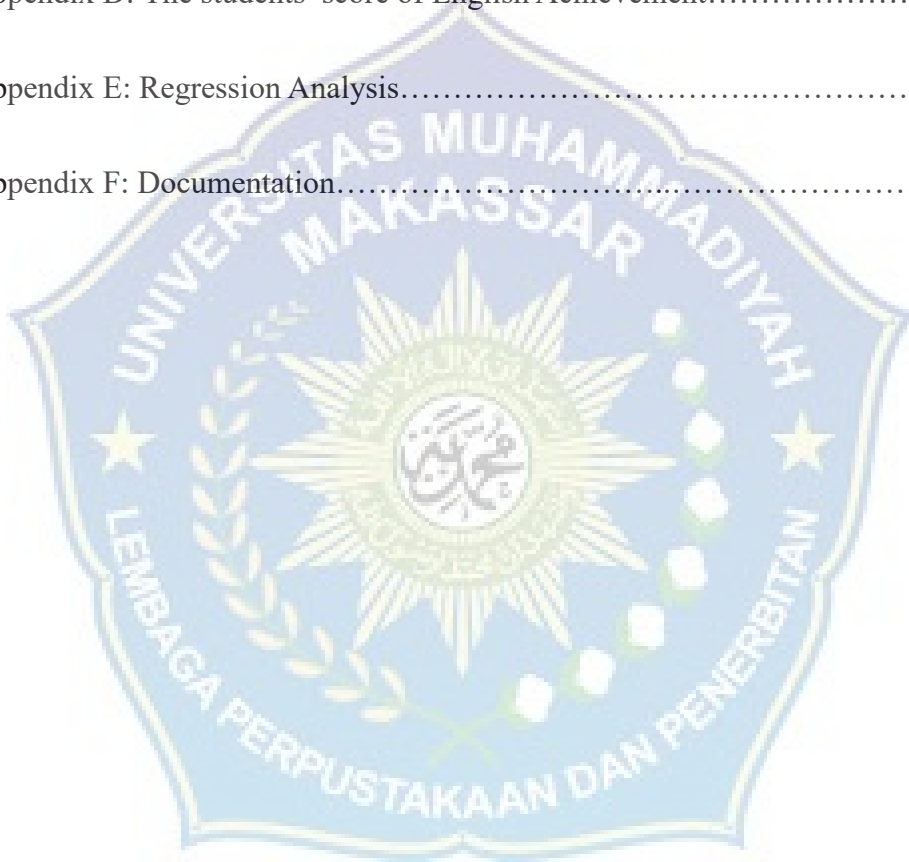 ppendix D: The students' score of English Achievement…………………
ppendix E: Regression Analysis……………………………..………………
ppendix F: Documentation……………………………………..……………
UNIVERSITAS MUHAMMADIYAH
MAKASSAR
محمدية
LEMBAGA PERPUSTAKAAN DAN PENERBITAN